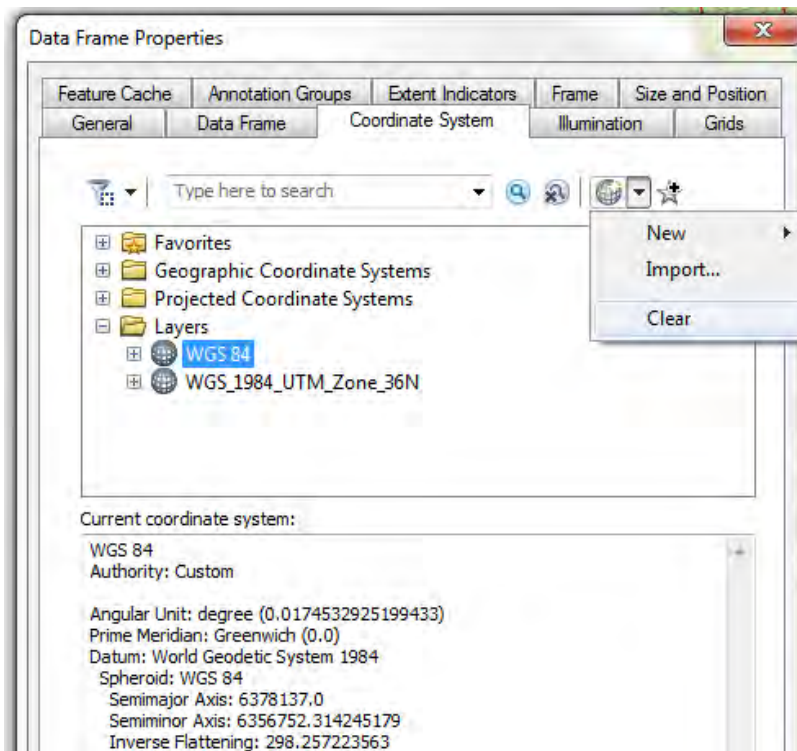 Data Frame Properties
Feature Cache Annotation Groups Extent Indicators Frame Size and Position
General Data Frame Coordinate System Illumination Grids
Type here to search
New
Import...
Clear
Favorites
Geographic Coordinate Systems
Projected Coordinate Systems
Layers
WGS 84
WGS_1984_UTM_Zone_36N
Current coordinate system:
WGS 84
Authority: Custom
Angular Unit: degree (0.0174532925199433)
Prime Meridian: Greenwich (0.0)
Datum: World Geodetic System 1984
Spheroid: WGS 84
Semimajor Axis: 6378137.0
Semiminor Axis: 6356752.314245179
Inverse Flattening: 298.257223563